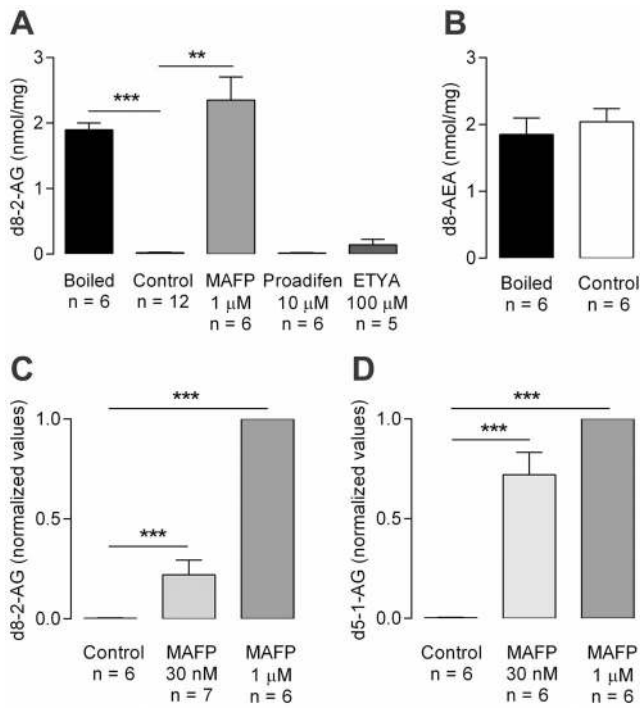 A
d8-2-AG (nmol/mg)
3
2
1
0
***
**
Boiled
n = 6
Control
n = 12
MAFP
1 μM
n = 6
Proadifen
10 μM
n = 6
ETYA
100 μM
n = 5
B
d8-AEA (nmol/mg)
3
2
1
0
Boiled
n = 6
Control
n = 6
C
d8-2-AG (normalized values)
1.0
0.5
0.0
***
***
Control
n = 6
MAFP
30 nM
n = 7
MAFP
1 μM
n = 6
D
d5-1-AG (normalized values)
1.0
0.5
0.0
***
***
Control
n = 6
MAFP
30 nM
n = 6
MAFP
1 μM
n = 6